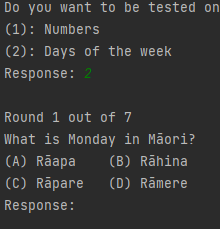 Do you want to be tested on
(1): Numbers
(2): Days of the week
Response: 2
Round 1 out of 7
What is Monday in Māori?
(A) Rāapa (B) Rāhina
(C) Rāpare (D) Rāmere
Response: